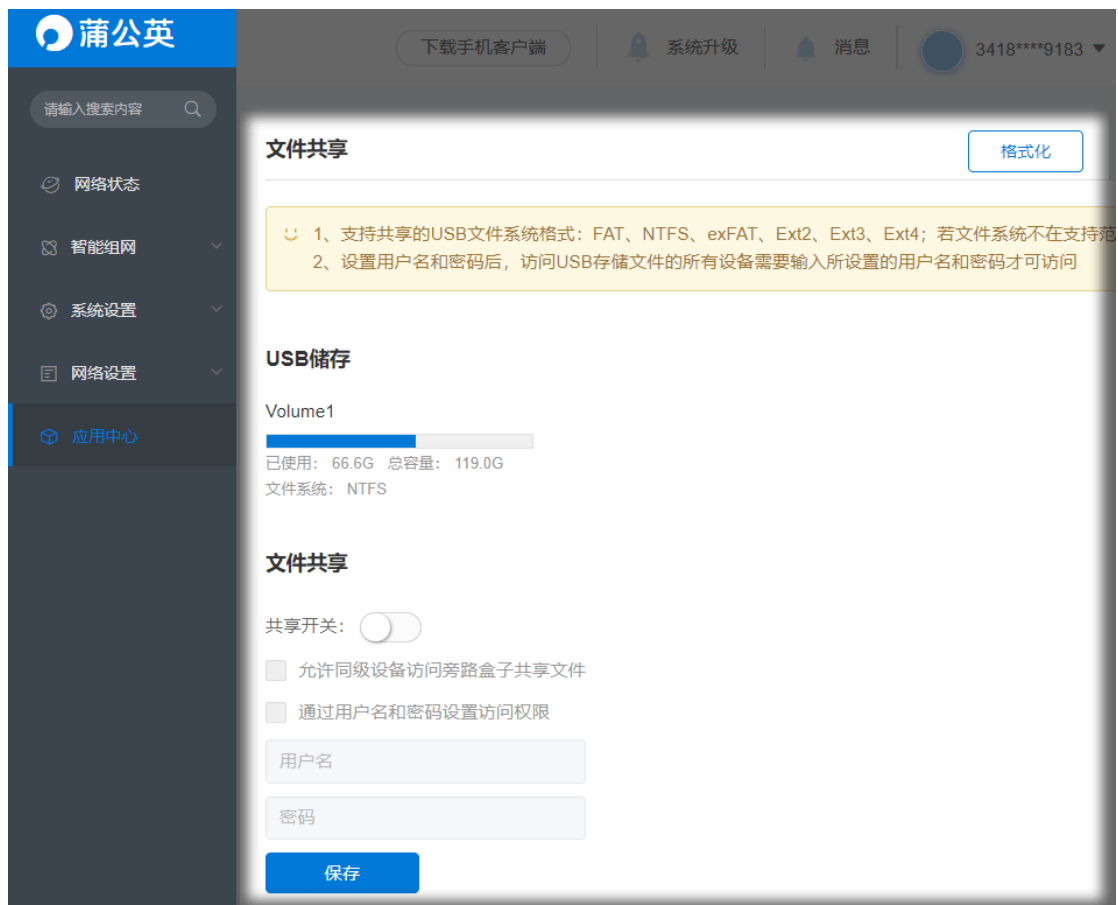 蒲公英
下载手机客户端
系统升级
消息
3418****9183
请输入搜索内容
网络状态
智能组网
系统设置
网络设置
应用中心
文件共享
格式化
1、支持共享的USB文件系统格式：FAT、NTFS、exFAT、Ext2、Ext3、Ext4；若文件系统不在支持范
2、设置用户名和密码后，访问USB存储文件的所有设备需要输入所设置的用户名和密码才可访问
USB储存
Volume1
已使用： 66.6G 总容量： 119.0G
文件系统： NTFS
文件共享
共享开关：
允许同级设备访问旁路盒子共享文件
通过用户名和密码设置访问权限
用户名
密码
保存